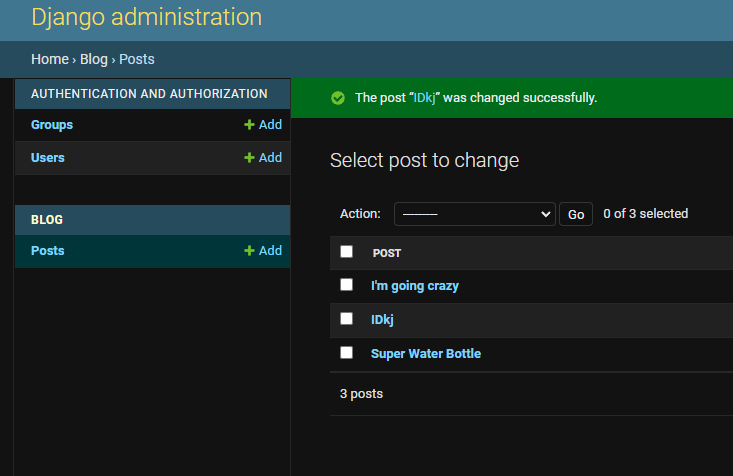 Django administration
Home › Blog › Posts
AUTHENTICATION AND AUTHORIZATION
Groups + Add
Users + Add
BLOG
Posts + Add
The post “IDkj” was changed successfully.
Select post to change
Action: --------- Go 0 of 3 selected
POST
I'm going crazy
IDkj
Super Water Bottle
3 posts